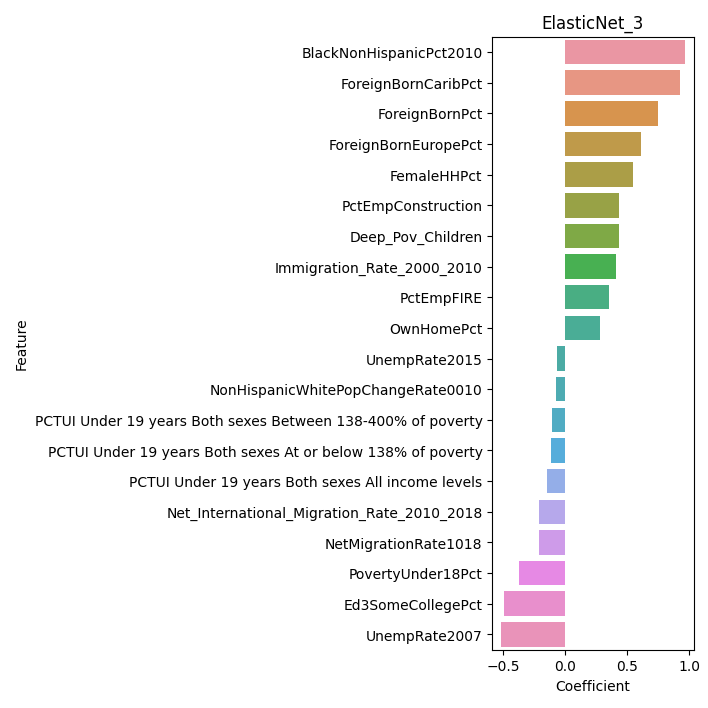 ElasticNet_3
BlackNonHispanicPct2010
ForeignBornCaribPct
ForeignBornPct
ForeignBornEuropePct
FemaleHHPct
PctEmpConstruction
Deep_Pov_Children
Immigration_Rate_2000_2010
PctEmpFIRE
OwnHomePct
UnempRate2015
NonHispanicWhitePopChangeRate0010
PCTUI Under 19 years Both sexes Between 138-400% of poverty
PCTUI Under 19 years Both sexes At or below 138% of poverty
PCTUI Under 19 years Both sexes All income levels
Net_International_Migration_Rate_2010_2018
NetMigrationRate1018
PovertyUnder18Pct
Ed3SomeCollegePct
UnempRate2007
Feature
−0.5 0.0 0.5 1.0
Coefficient